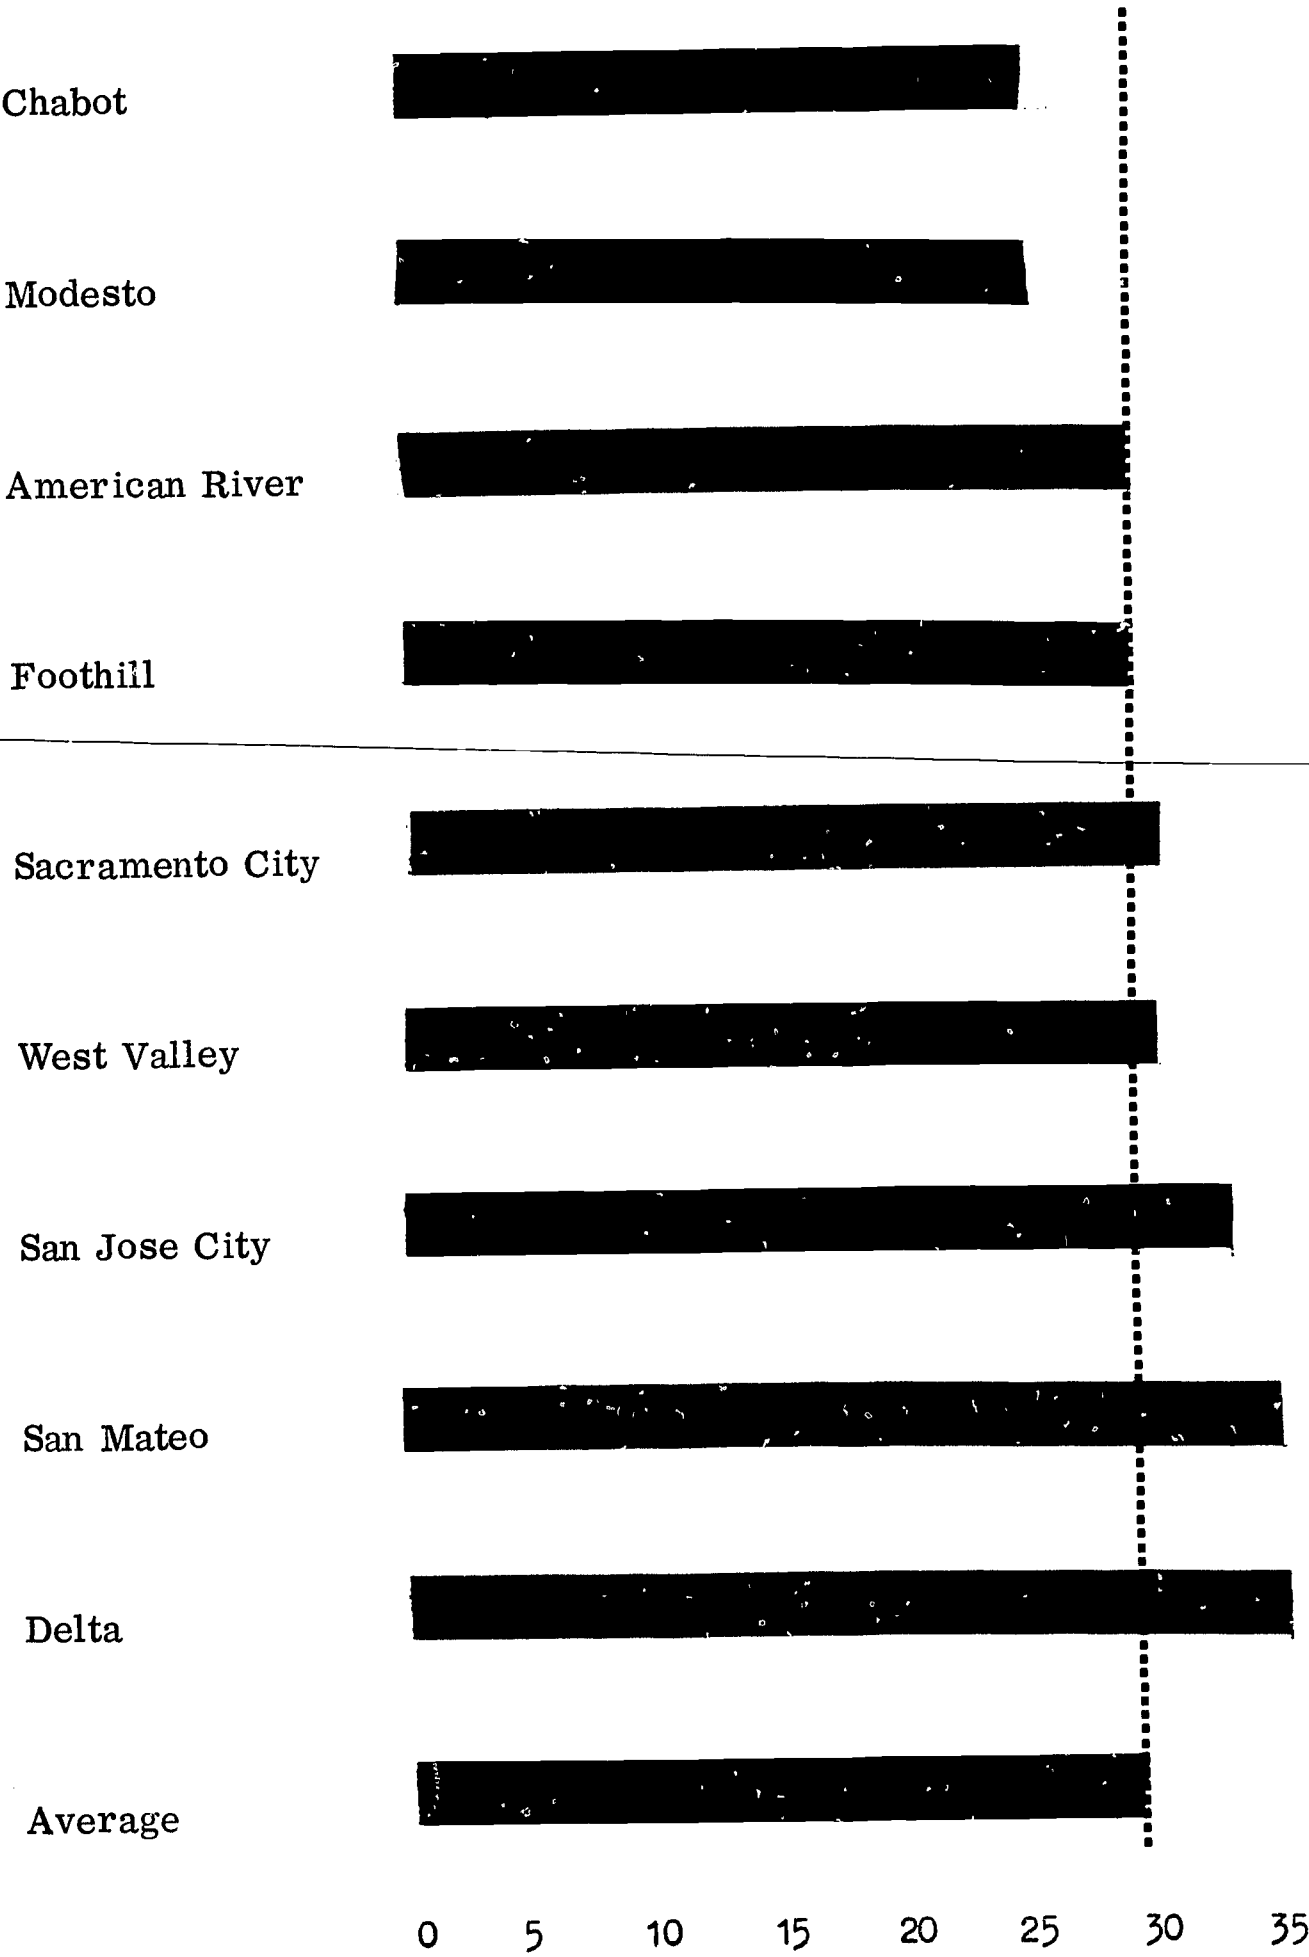 Chabot
Modesto
American River
Foothill
Sacramento City
West Valley
San Jose City
San Mateo
Delta
Average
0 5 10 15 20 25 30 35